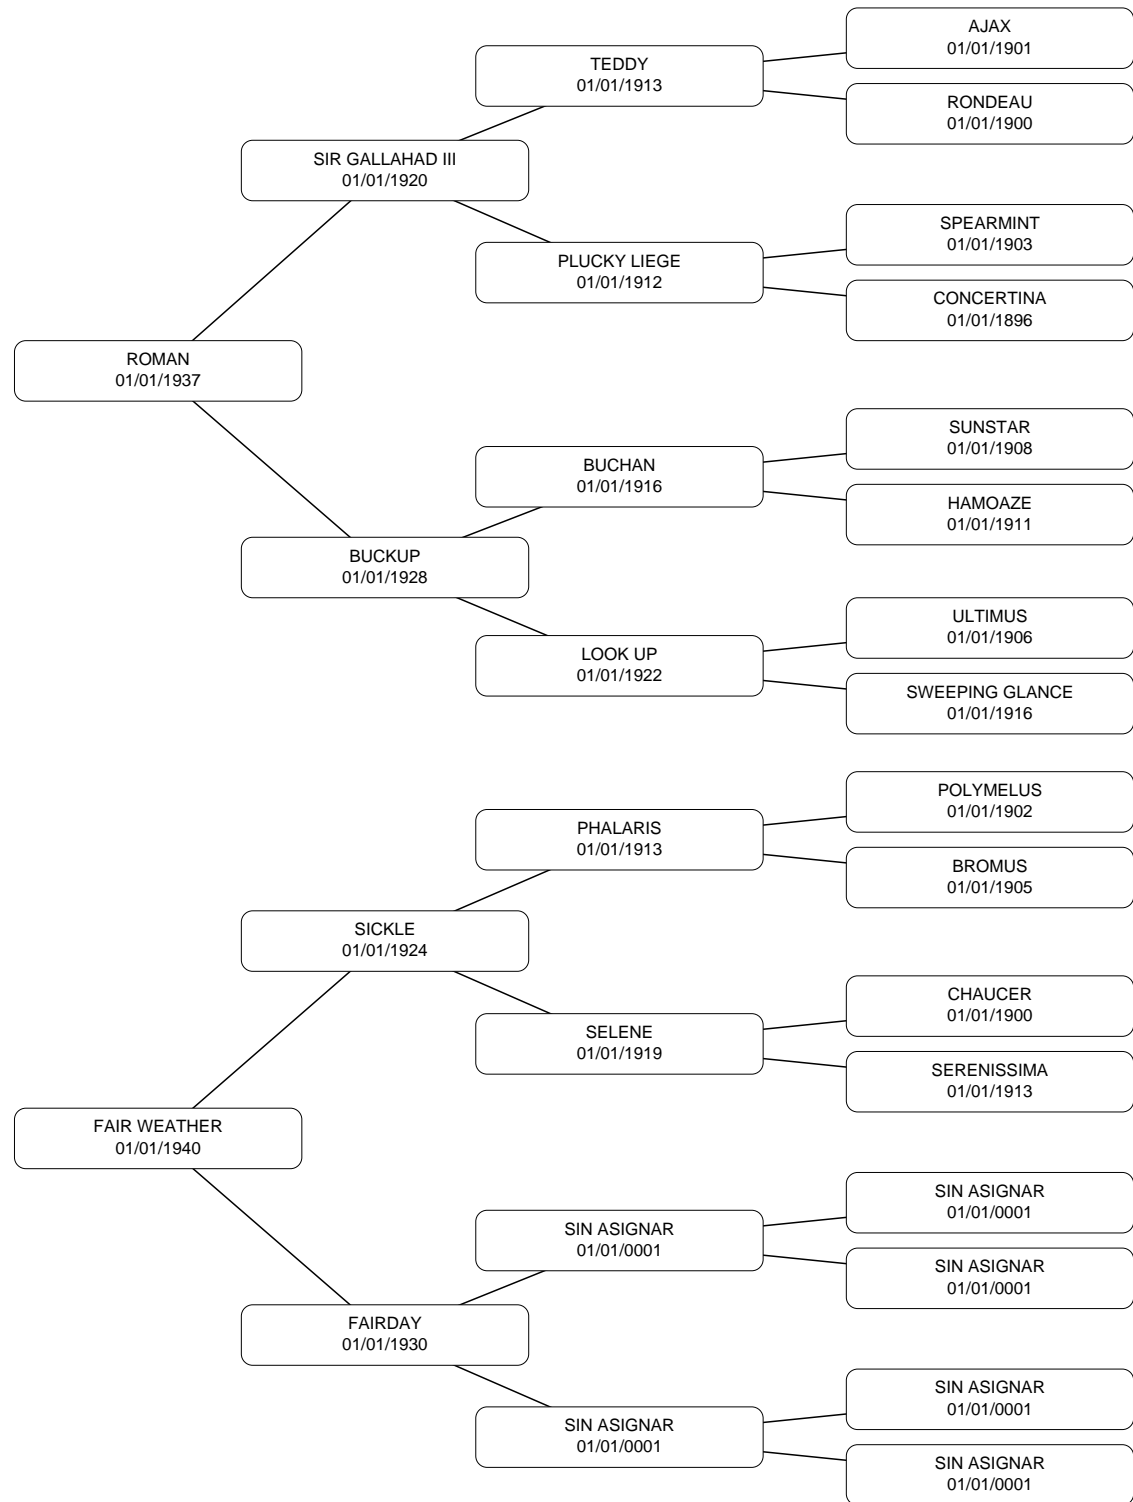 AJAX
01/01/1901
TEDDY
01/01/1913
RONDEAU
01/01/1900
SIR GALLAHAD III
01/01/1920
SPEARMINT
01/01/1903
PLUCKY LIEGE
01/01/1912
CONCERTINA
01/01/1896
ROMAN
01/01/1937
SUNSTAR
01/01/1908
BUCHAN
01/01/1916
HAMOAZE
01/01/1911
BUCKUP
01/01/1928
ULTIMUS
01/01/1906
LOOK UP
01/01/1922
SWEEPING GLANCE
01/01/1916
POLYMELUS
01/01/1902
PHALARIS
01/01/1913
BROMUS
01/01/1905
SICKLE
01/01/1924
CHAUCER
01/01/1900
SELENE
01/01/1919
SERENISSIMA
01/01/1913
FAIR WEATHER
01/01/1940
SIN ASIGNAR
01/01/0001
SIN ASIGNAR
01/01/0001
SIN ASIGNAR
01/01/0001
FAIRDAY
01/01/1930
SIN ASIGNAR
01/01/0001
SIN ASIGNAR
01/01/0001
SIN ASIGNAR
01/01/0001